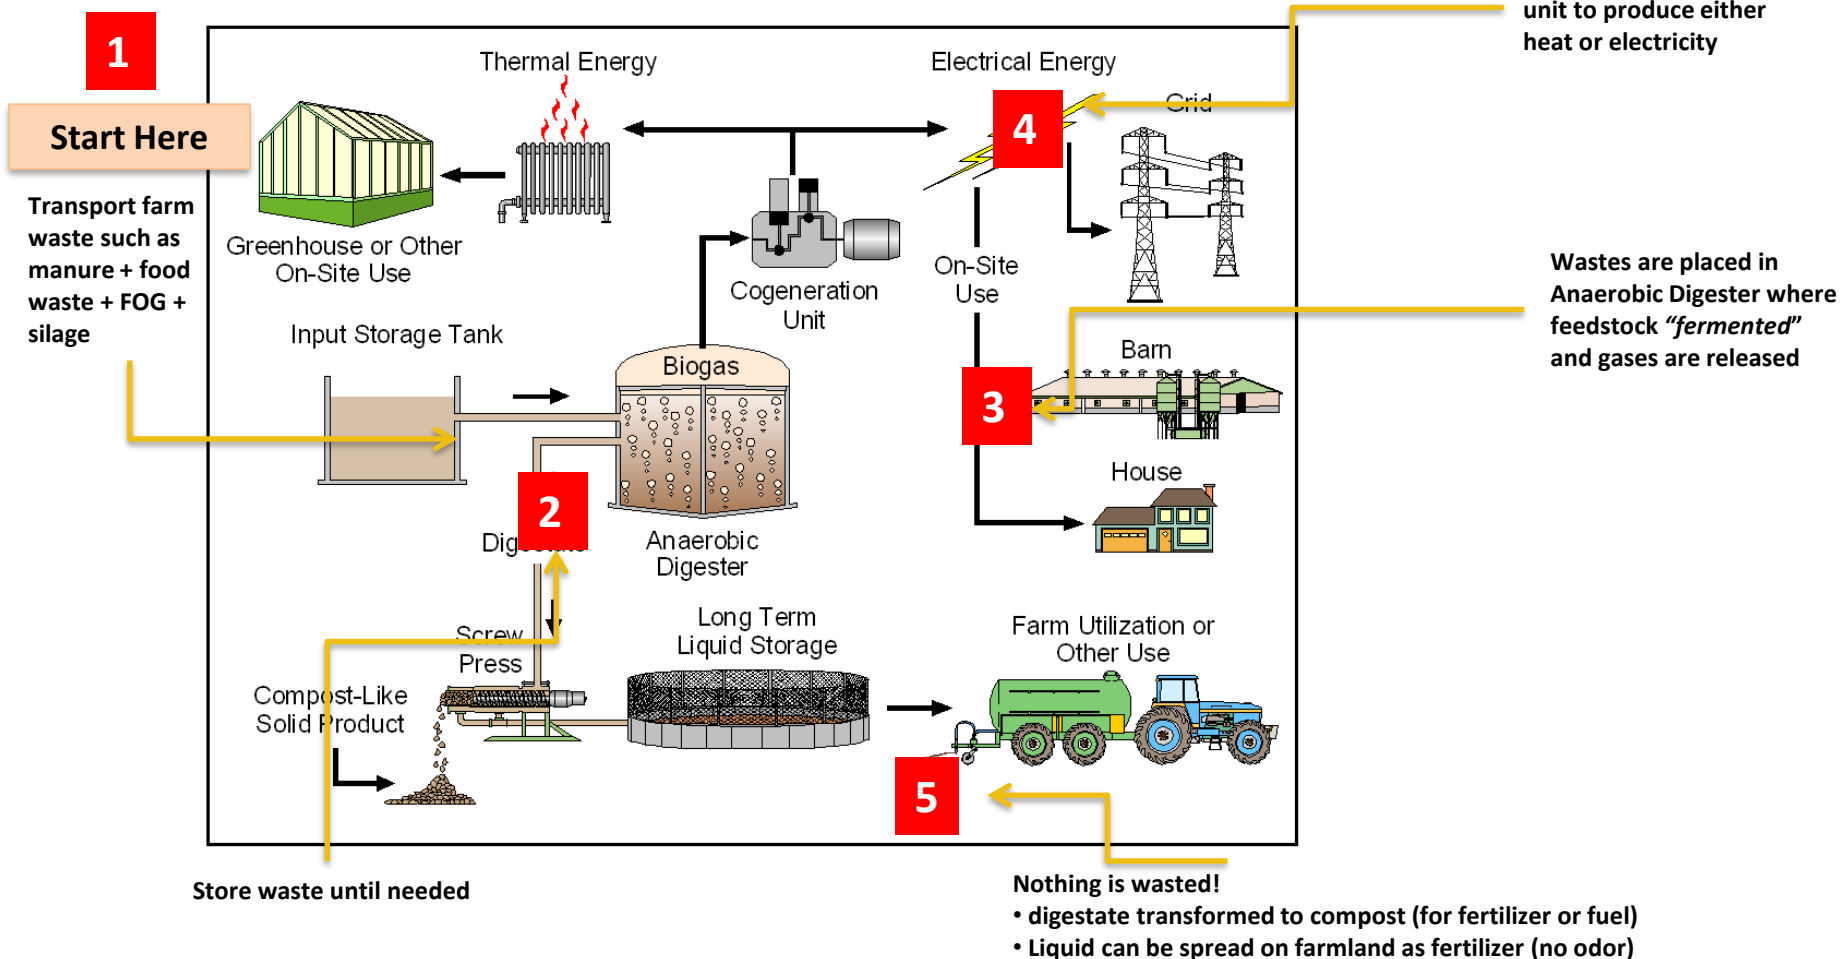 1
Start Here
Transport farm
waste such as
manure + food
waste + FOG +
silage
unit to produce either
heat or electricity
Thermal Energy
Electrical Energy
4
Grid
Greenhouse or Other
On-Site Use
Cogeneration
Unit
On-Site
Use
Wastes are placed in
Anaerobic Digester where
feedstock “fermented”
and gases are released
Input Storage Tank
Biogas
Barn
3
House
2
Anaerobic
Digester
Screw
Press
Long Term
Liquid Storage
Farm Utilization or
Other Use
Compost-Like
Solid Product
5
Store waste until needed
Nothing is wasted!
• digestate transformed to compost (for fertilizer or fuel)
• Liquid can be spread on farmland as fertilizer (no odor)